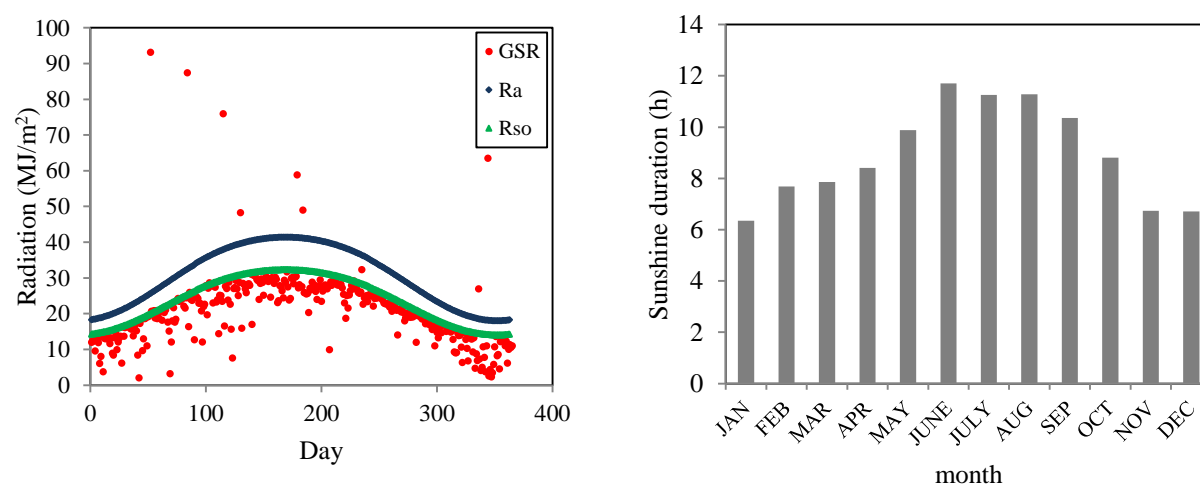 100
90
80
70
60
50
40
30
20
10
0
Radiation (MJ/m²)
GSR
Ra
Rso
0 100 200 300 400
Day
14
12
10
8
6
4
2
0
Sunshine duration (h)
JAN FEB MAR APR MAY JUNE JULY AUG SEP OCT NOV DEC
month